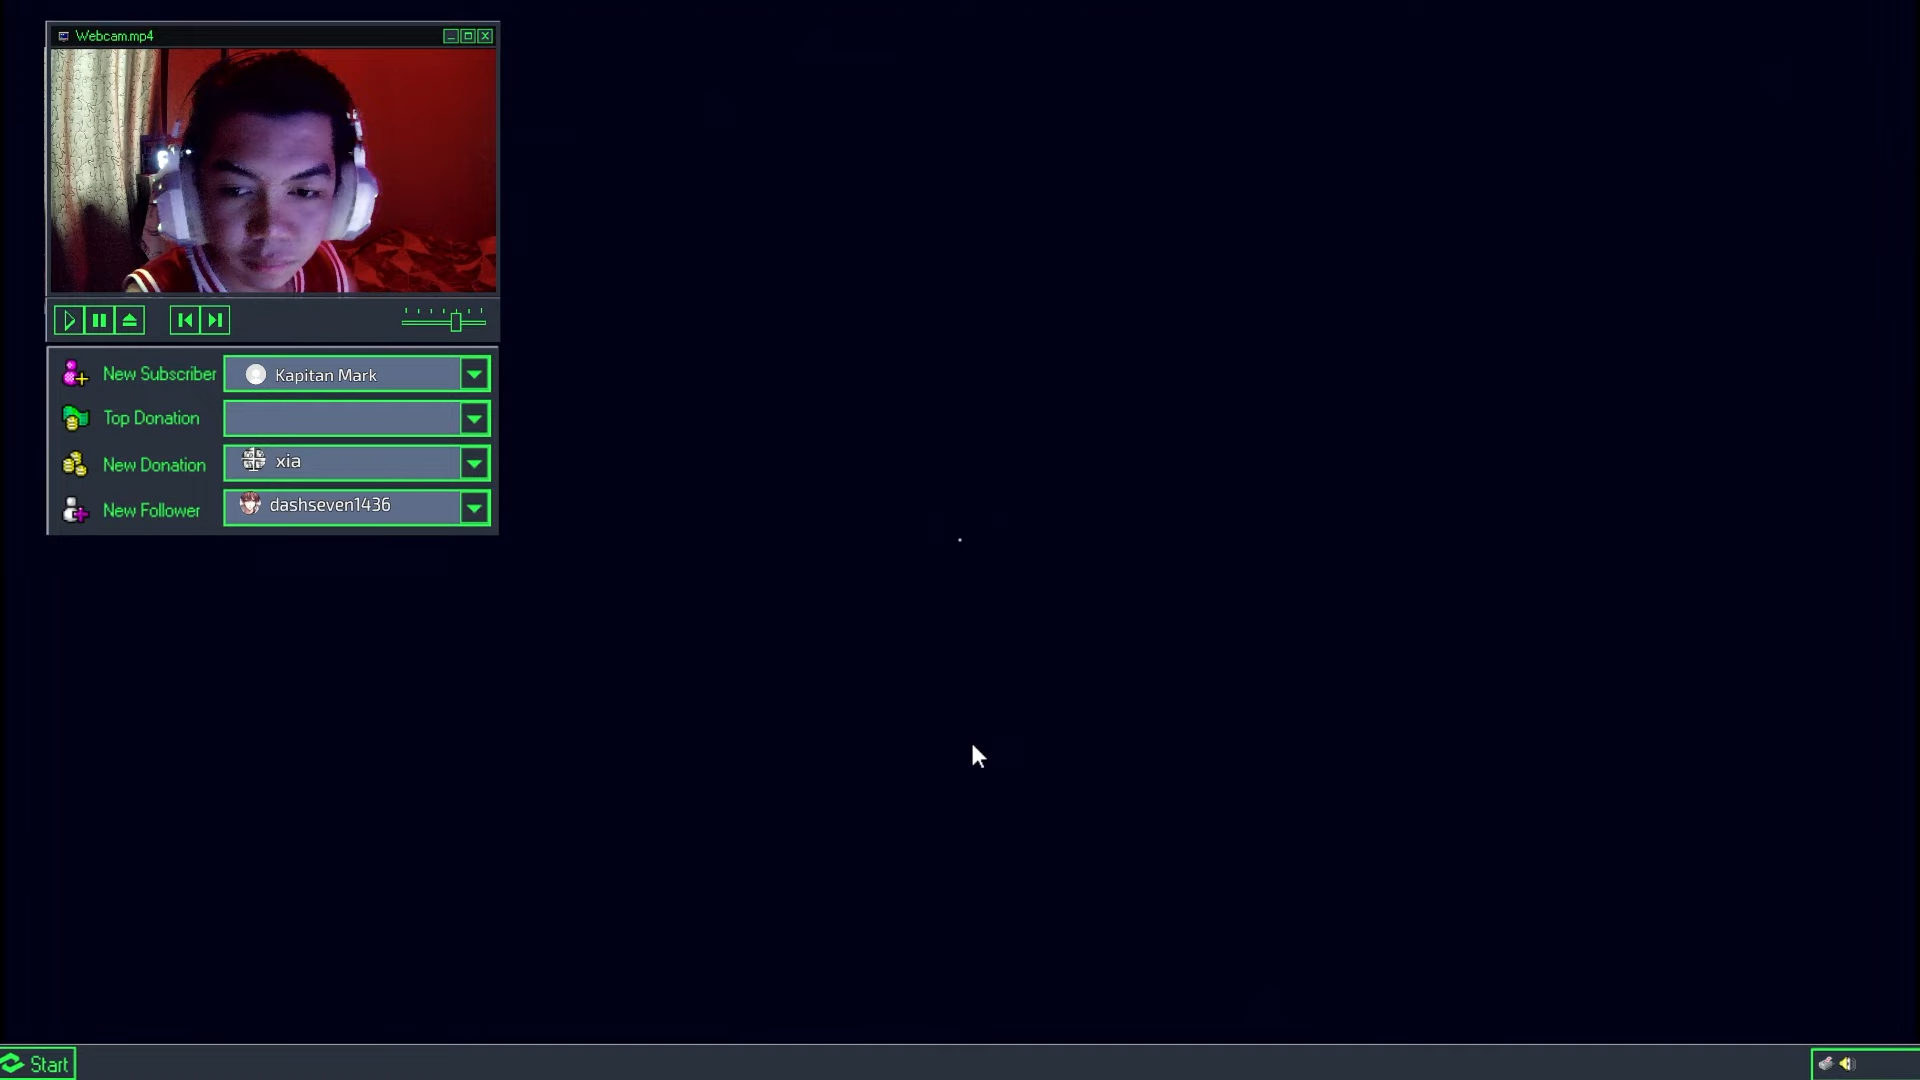 Webcam.mp4
New Subscriber Kapitan Mark
Top Donation
New Donation xia
New Follower dashseven1436
Start